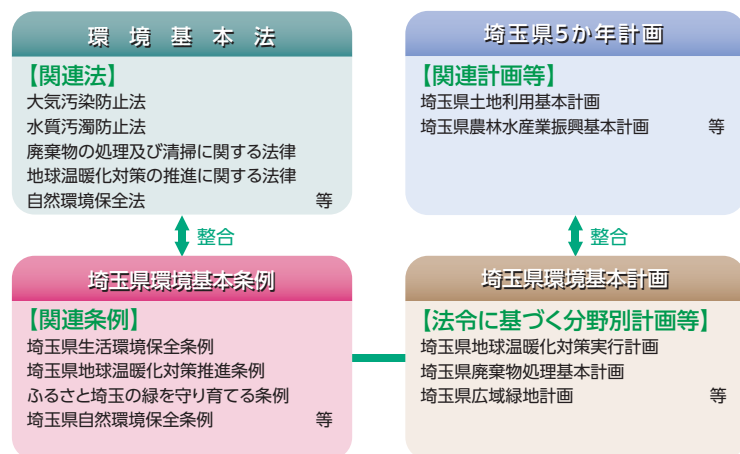 環境基本法
【関連法】
大気汚染防止法
水質汚濁防止法
廃棄物の処理及び清掃に関する法律
地球温暖化対策の推進に関する法律
自然環境保全法 等
埼玉県5か年計画
【関連計画等】
埼玉県土地利用基本計画
埼玉県農林水産業振興基本計画 等
整合
整合
埼玉県環境基本条例
【関連条例】
埼玉県生活環境保全条例
埼玉県地球温暖化対策推進条例
ふるさと埼玉の緑を守り育てる条例
埼玉県自然環境保全条例 等
埼玉県環境基本計画
【法令に基づく分野別計画等】
埼玉県地球温暖化対策実行計画
埼玉県廃棄物処理基本計画
埼玉県広域緑地計画 等